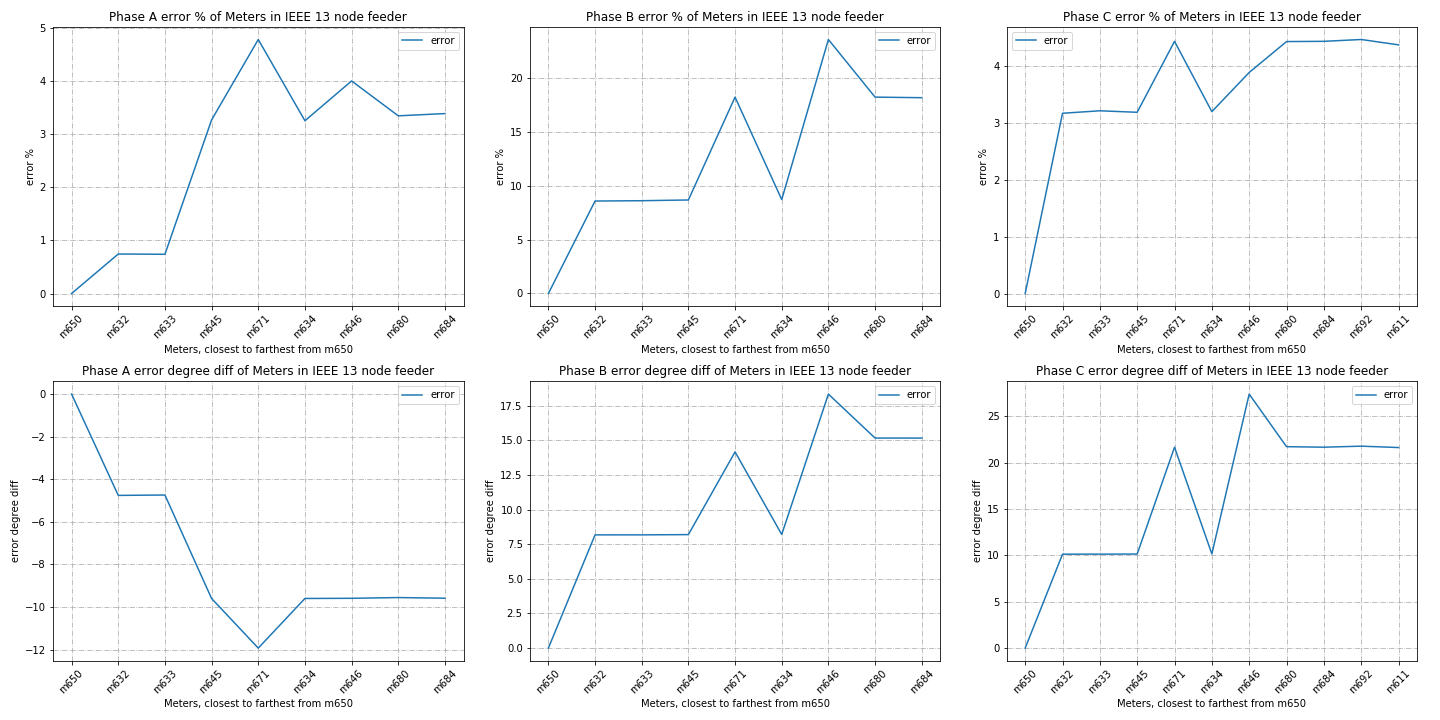 Phase A error % of Meters in IEEE 13 node feeder
error
5
4
3
2
1
0
error %
m650 m632 m633 m645 m671 m634 m646 m680 m684
Meters, closest to farthest from m650
Phase B error % of Meters in IEEE 13 node feeder
error
20
15
10
5
0
error %
m650 m632 m633 m645 m671 m634 m646 m680 m684
Meters, closest to farthest from m650
Phase C error % of Meters in IEEE 13 node feeder
error
4
3
2
1
0
error %
m650 m632 m633 m645 m671 m634 m646 m680 m684 m692 m611
Meters, closest to farthest from m650
Phase A error degree diff of Meters in IEEE 13 node feeder
error
0
−2
−4
−6
−8
−10
−12
error degree diff
m650 m632 m633 m645 m671 m634 m646 m680 m684
Meters, closest to farthest from m650
Phase B error degree diff of Meters in IEEE 13 node feeder
error
17.5
15.0
12.5
10.0
7.5
5.0
2.5
0.0
error degree diff
m650 m632 m633 m645 m671 m634 m646 m680 m684
Meters, closest to farthest from m650
Phase C error degree diff of Meters in IEEE 13 node feeder
error
25
20
15
10
5
0
error degree diff
m650 m632 m633 m645 m671 m634 m646 m680 m684 m692 m611
Meters, closest to farthest from m650